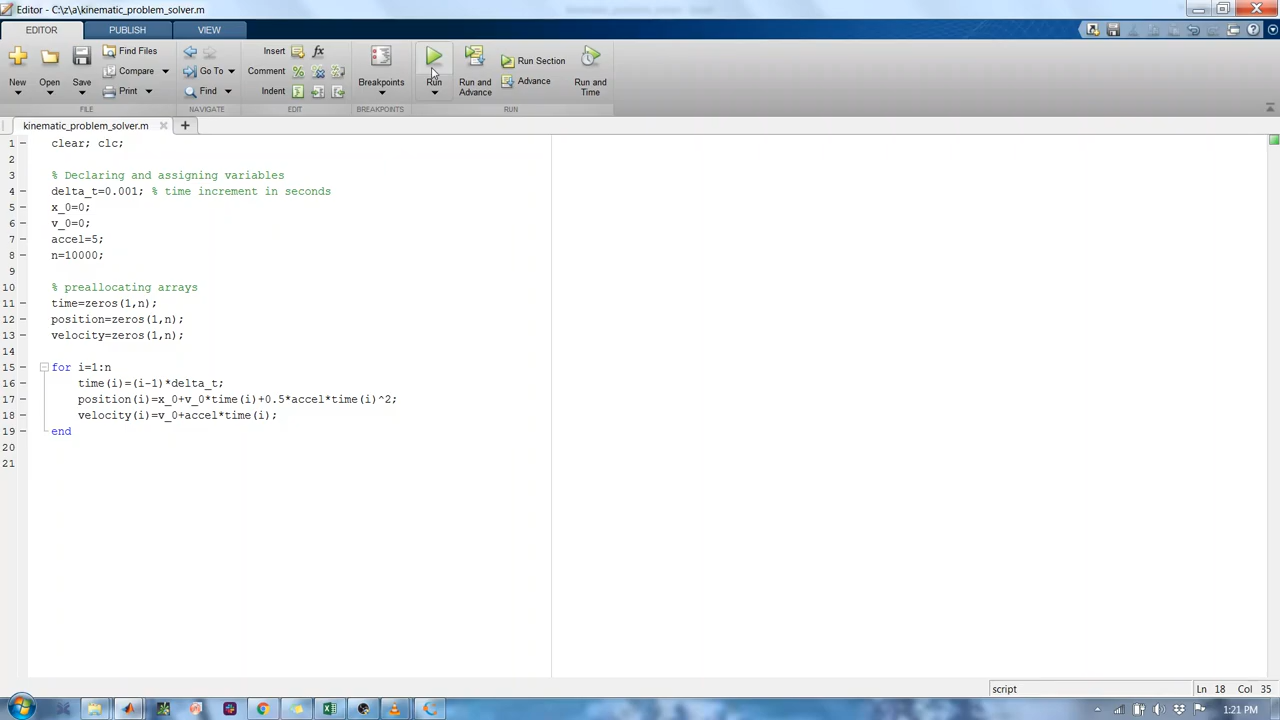 Editor - C:\z\a\kinematic_problem_solver.m
EDITOR PUBLISH VIEW
New Open Save Find Files Compare Print
Go To Find
Insert Comment Indent
Breakpoints
Run Run and Advance Run Section Advance Run and Time
FILE NAVIGATE EDIT BREAKPOINTS RUN
kinematic_problem_solver.m
1 clear; clc;
2
3 % Declaring and assigning variables
4 delta_t=0.001; % time increment in seconds
5 x_0=0;
6 v_0=0;
7 accel=5;
8 n=10000;
9
10 % preallocating arrays
11 time=zeros(1,n);
12 position=zeros(1,n);
13 velocity=zeros(1,n);
14
15 for i=1:n
16 time(i)=(i-1)*delta_t;
17 position(i)=x_0+v_0*time(i)+0.5*accel*time(i)^2;
18 velocity(i)=v_0+accel*time(i);
19 end
20
21
script Ln 18 Col 35
1:21 PM